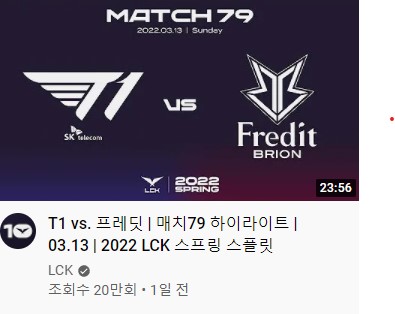 MATCH 79
2022.03.13 | Sunday
T1
SK telecom
VS
Fredit
BRION
LCK | 2022 SPRING
23:56
10
T1 vs. 프레딧 | 매치79 하이라이트 |
03.13 | 2022 LCK 스프링 스플릿
LCK
조회수 20만회 • 1일 전